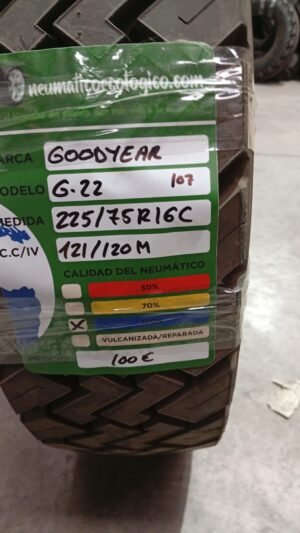 neumaticoecologico.com
ARCA GOODYEAR
ODELO G-22 107
MEDIDA 225/75R16C
C.C/IV 121/120M
CALIDAD DEL NEUMÁTICO
30%
70%
X
VULCANIZADA/REPARADA
PRECIO 100€